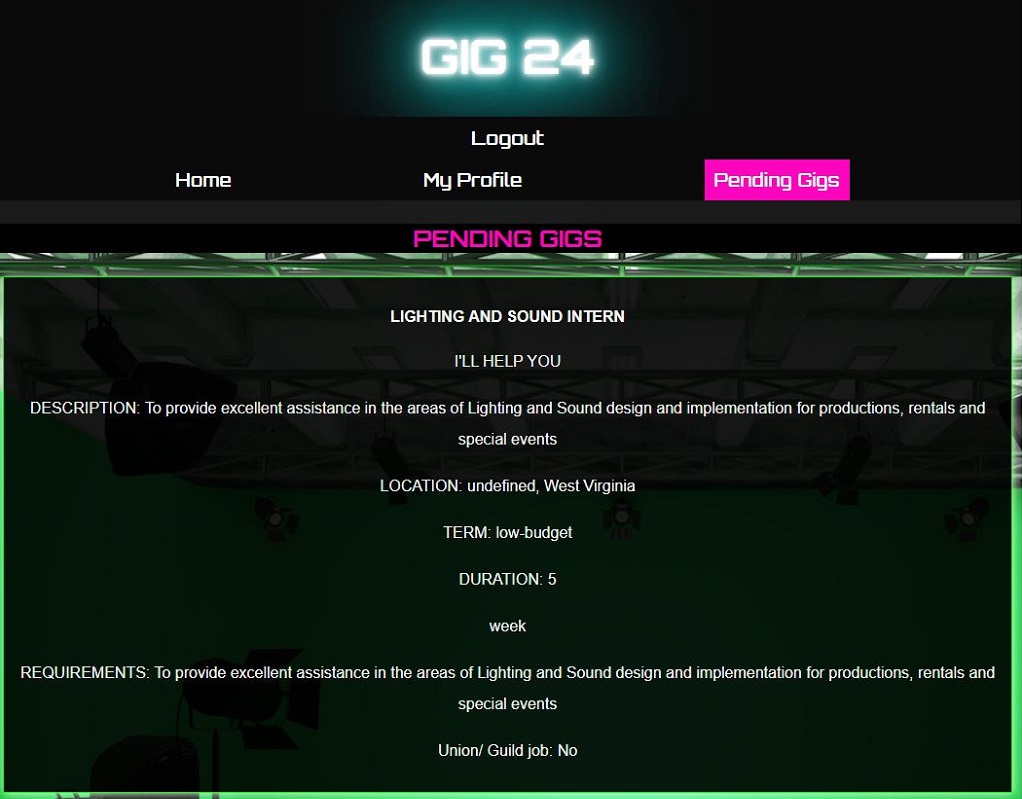 GIG 24
Logout
Home
My Profile
Pending Gigs
PENDING GIGS
LIGHTING AND SOUND INTERN
I'LL HELP YOU
DESCRIPTION: To provide excellent assistance in the areas of Lighting and Sound design and implementation for productions, rentals and
special events
LOCATION: undefined, West Virginia
TERM: low-budget
DURATION: 5
week
REQUIREMENTS: To provide excellent assistance in the areas of Lighting and Sound design and implementation for productions, rentals and
special events
Union/ Guild job: No